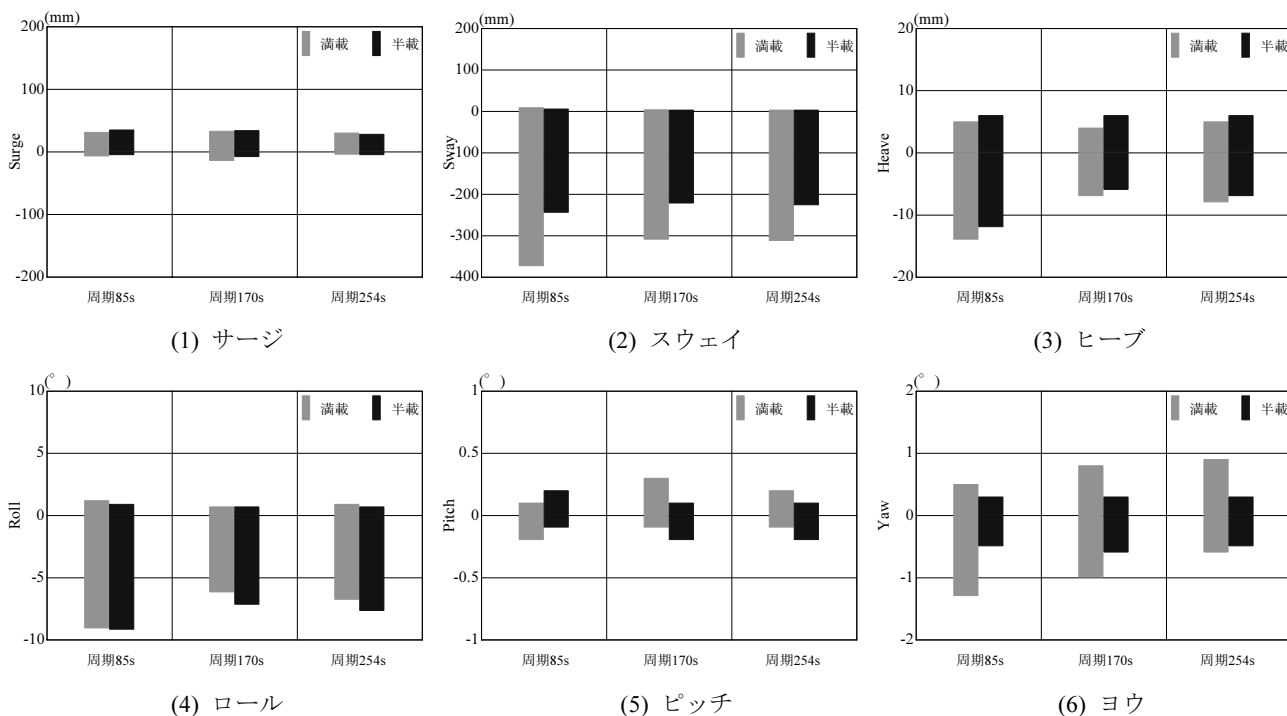 (mm)
200
100
0
-100
-200
Surge
満載 半載
周期85s 周期170s 周期254s
(1) サージ
(mm)
200
100
0
-100
-200
-300
-400
Sway
満載 半載
周期85s 周期170s 周期254s
(2) スウェイ
(mm)
20
10
0
-10
-20
Heave
満載 半載
周期85s 周期170s 周期254s
(3) ヒーブ
(°)
10
5
0
-5
-10
Roll
満載 半載
周期85s 周期170s 周期254s
(4) ロール
(°)
1
0.5
0
-0.5
-1
Pitch
満載 半載
周期85s 周期170s 周期254s
(5) ピッチ
(°)
2
1
0
-1
-2
Yaw
満載 半載
周期85s 周期170s 周期254s
(6) ヨウ